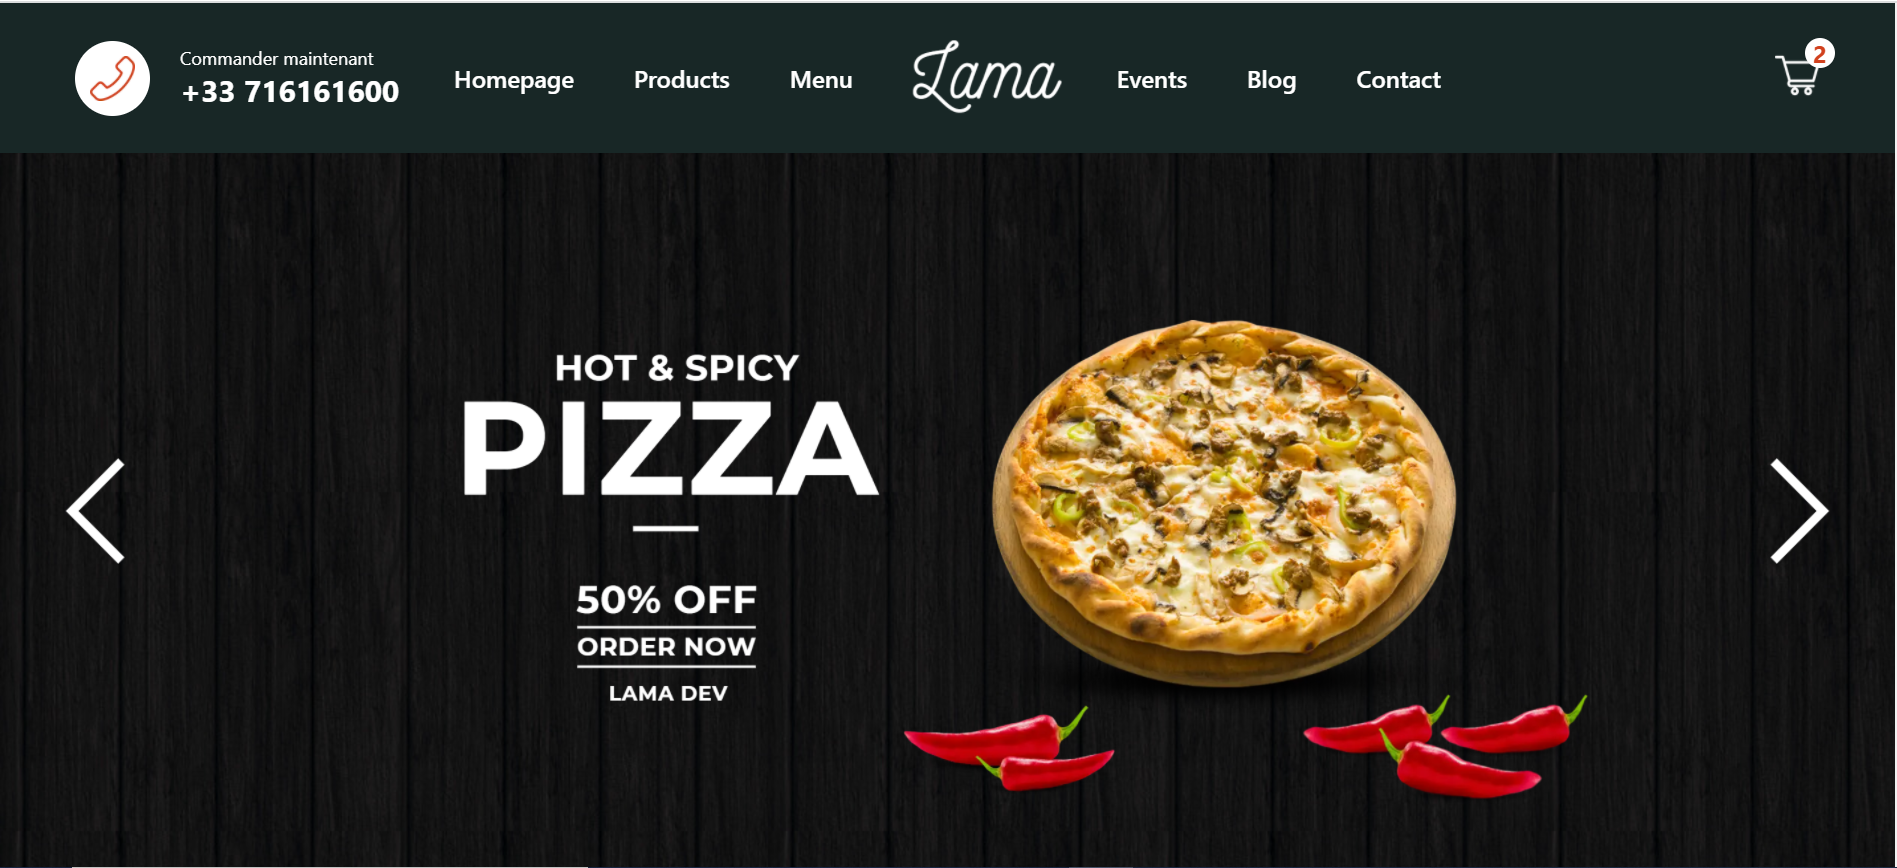 Commander maintenant
+33 716161600
Homepage
Products
Menu
Lama
Events
Blog
Contact
2
HOT & SPICY
PIZZA
50% OFF
ORDER NOW
LAMA DEV